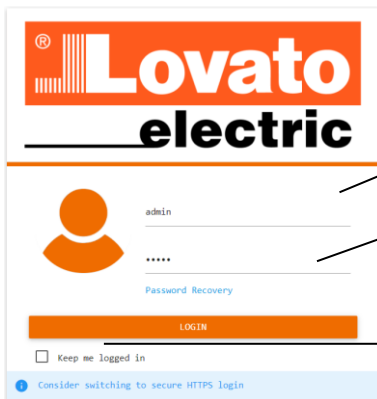 ® Lovato
electric
admin
•••••
Password Recovery
LOGIN
Keep me logged in
Consider switching to secure HTTPS login